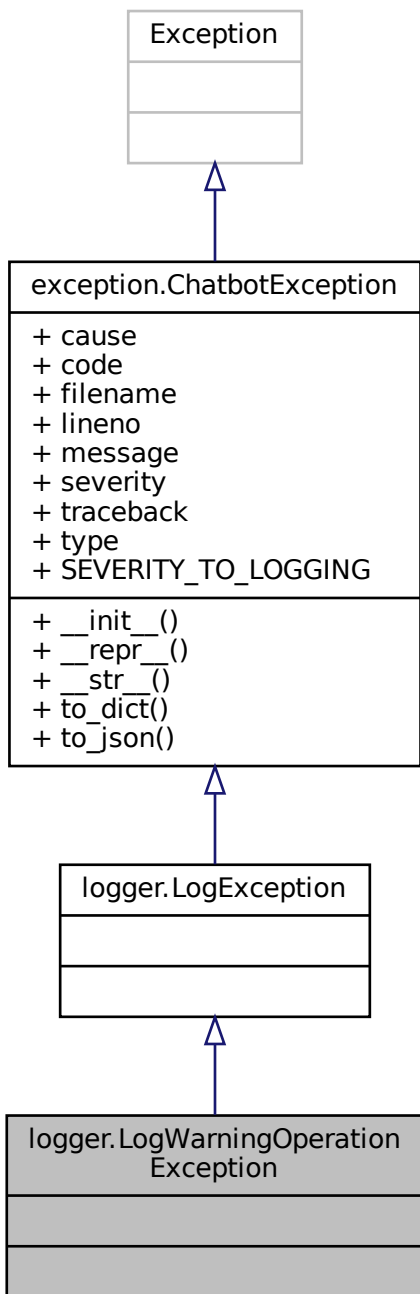 Exception
exception.ChatbotException
+ cause
+ code
+ filename
+ lineno
+ message
+ severity
+ traceback
+ type
+ SEVERITY_TO_LOGGING
+ __init__()
+ __repr__()
+ __str__()
+ to_dict()
+ to_json()
logger.LogException
logger.LogWarningOperation
Exception